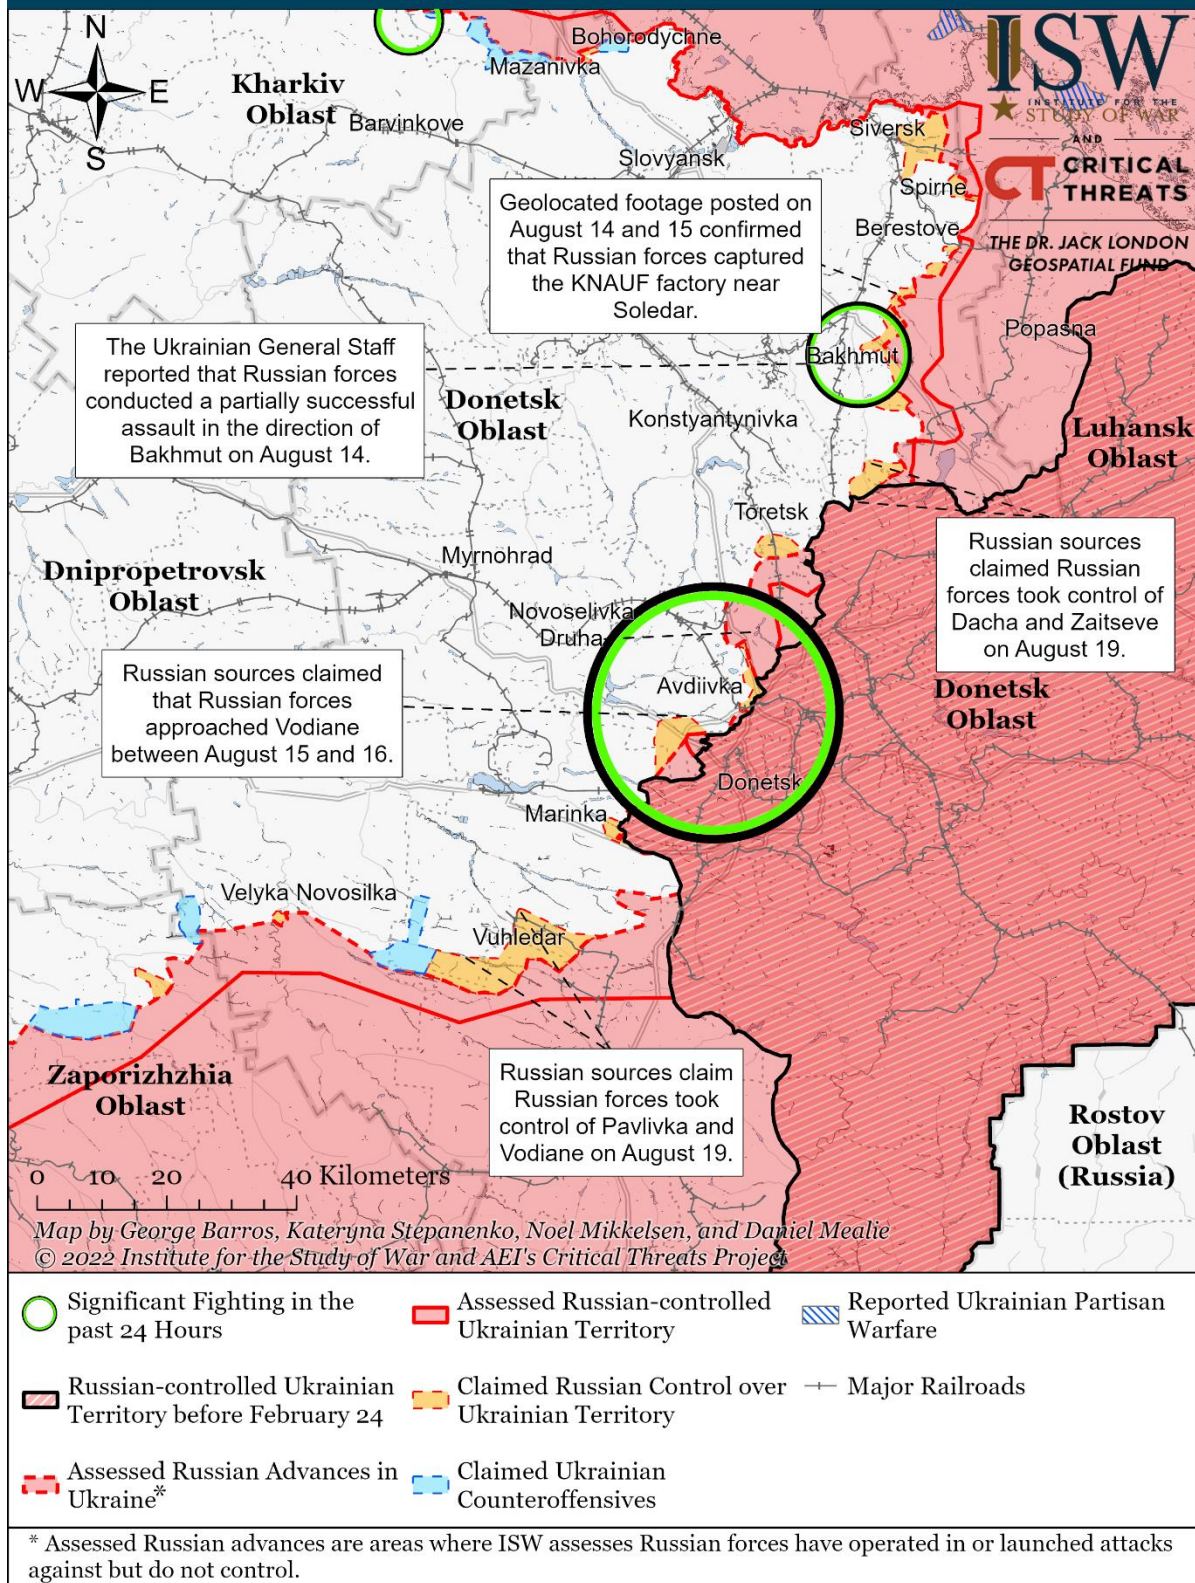 N
W
E
S
ISW
INSTITUTE FOR THE
STUDY OF WAR
AND
CT CRITICAL
THREATS
THE DR. JACK LONDON
GEOSPATIAL FUND
Bohorodychne
Mazanivka
Kharkiv
Oblast
Barvinkove
Slovyansk
Siversk
Spirne
Berestove
Geolocated footage posted on
August 14 and 15 confirmed
that Russian forces captured
the KNAUF factory near
Soledar.
Popasna
The Ukrainian General Staff
reported that Russian forces
conducted a partially successful
assault in the direction of
Bakhmut on August 14.
Bakhmut
Donetsk
Oblast
Konstyantynivka
Luhansk
Oblast
Toretsk
Russian sources
claimed Russian
forces took control of
Dacha and Zaitseve
on August 19.
Myrnohrad
Dnipropetrovsk
Oblast
Novoselivka
Druha
Russian sources claimed
that Russian forces
approached Vodiane
between August 15 and 16.
Avdiivka
Donetsk
Oblast
Donetsk
Marinka
Velyka Novosilka
Vuhledar
Zaporizhzhia
Oblast
Russian sources claim
Russian forces took
control of Pavlivka and
Vodiane on August 19.
Rostov
Oblast
(Russia)
0 10 20 40 Kilometers
Map by George Barros, Kateryna Stepanenko, Noel Mikkelsen, and Daniel Mealie
© 2022 Institute for the Study of War and AEI's Critical Threats Project
Significant Fighting in the
past 24 Hours
Assessed Russian-controlled
Ukrainian Territory
Reported Ukrainian Partisan
Warfare
Russian-controlled Ukrainian
Territory before February 24
Claimed Russian Control over
Ukrainian Territory
Major Railroads
Assessed Russian Advances in
Ukraine*
Claimed Ukrainian
Counteroffensives
* Assessed Russian advances are areas where ISW assesses Russian forces have operated in or launched attacks
against but do not control.